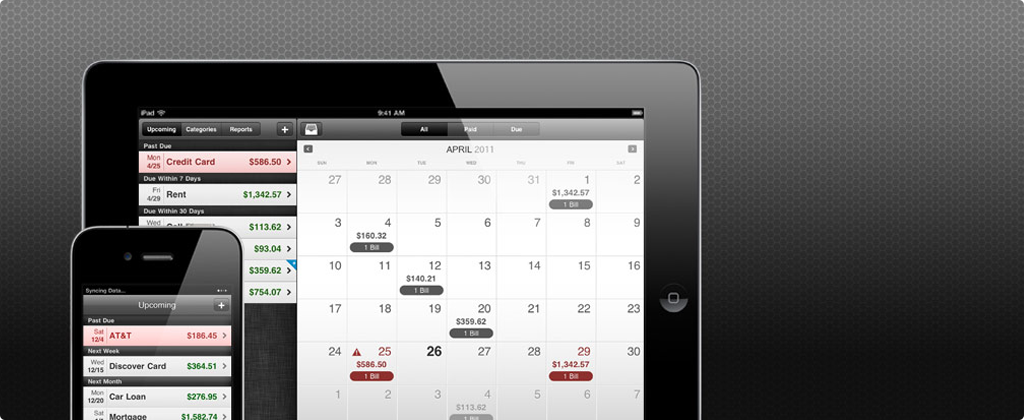 iPad
9:41 AM
Upcoming Categories Reports +
All Paid Due
Past Due
Mon 4/25 Credit Card $586.50
Due Within 7 Days
Fri 4/29 Rent $1,342.57
Due Within 30 Days
Wed $113.62
$93.04
$359.62
$754.07
APRIL 2011
SUN MON TUE WED THU FRI SAT
27 28 29 30 31 1 2
$1,342.57
1 Bill
3 4 5 6 7 8 9
$160.32
1 Bill
10 11 12 13 14 15 16
$140.21
1 Bill
17 18 19 20 21 22 23
$359.62
1 Bill
24 25 26 27 28 29 30
$586.50 $1,342.57
1 Bill 1 Bill
1 2 3 4 5 6 7
$113.62
1 Bill
Syncing Data...
Upcoming +
Past Due
Sat 12/4 AT&T $186.45
Next Week
Wed 12/15 Discover Card $364.51
Next Month
Mon 12/20 Car Loan $276.95
Sat Mortgage $1,582.74